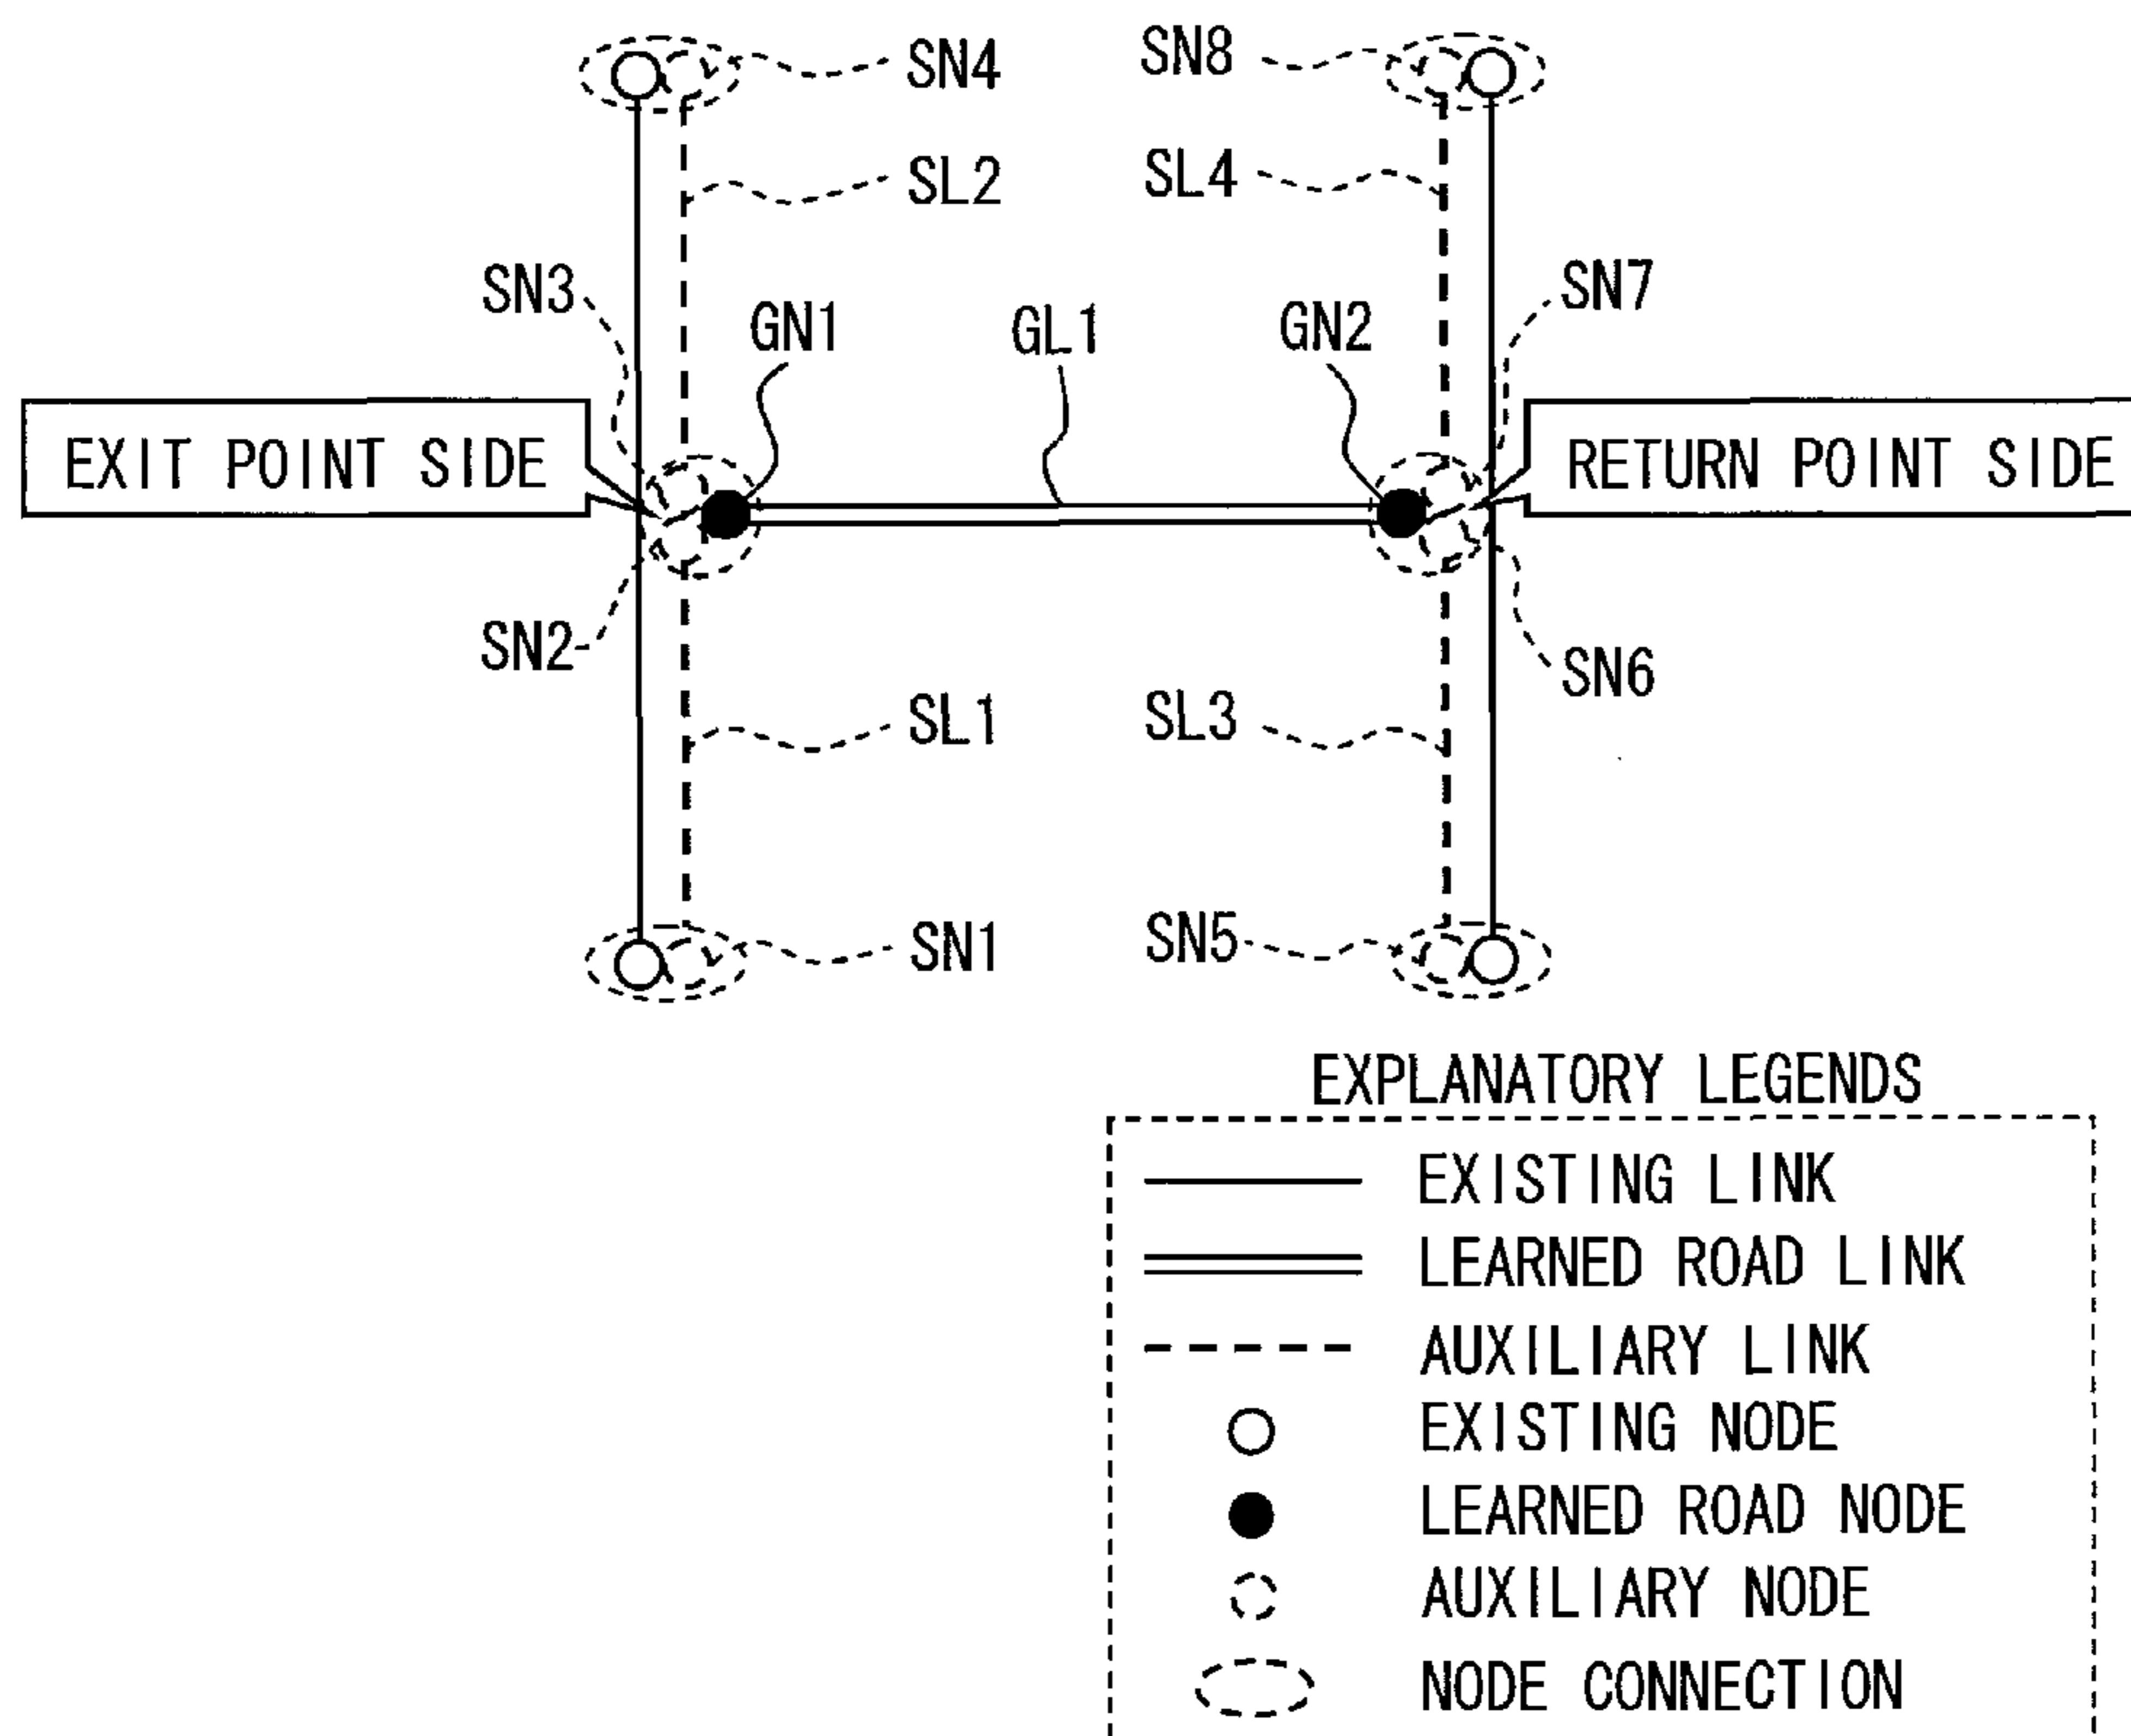 SN4
SN8
SL2
SL4
SN3
GN1
GL1
GN2
SN7
EXIT POINT SIDE
RETURN POINT SIDE
SN2
SN6
SL1
SL3
SN1
SN5
EXPLANATORY LEGENDS
EXISTING LINK
LEARNED ROAD LINK
AUXILIARY LINK
EXISTING NODE
LEARNED ROAD NODE
AUXILIARY NODE
NODE CONNECTION